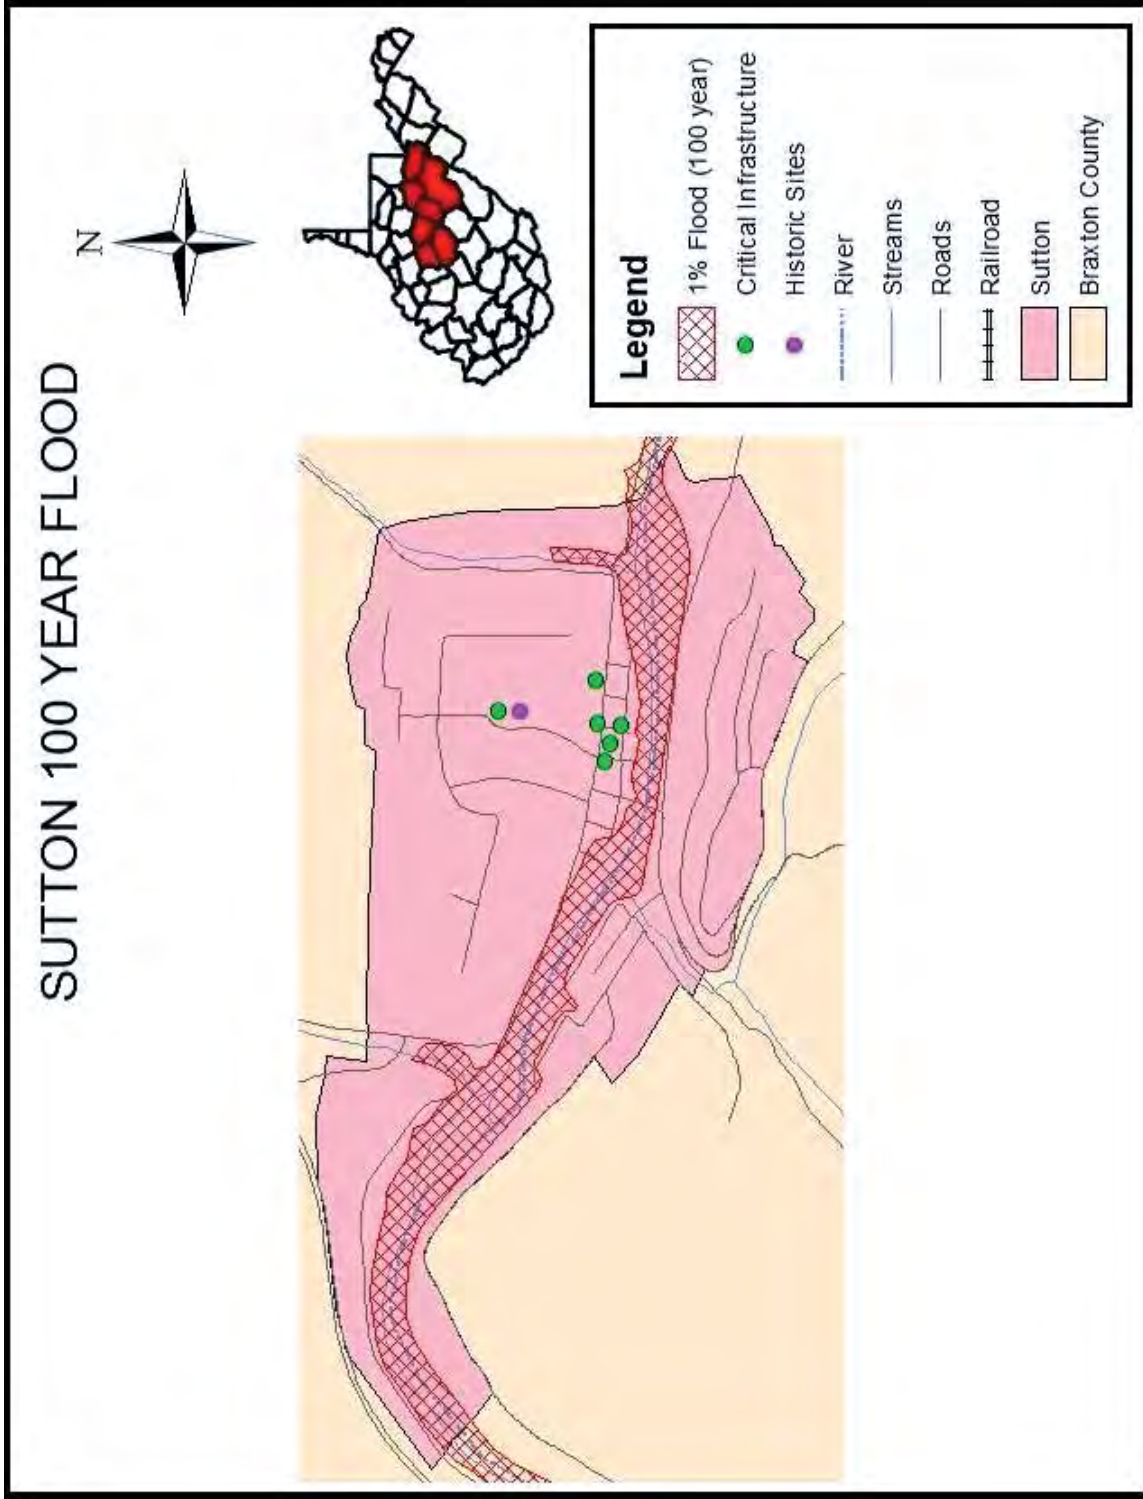 SUTTON 100 YEAR FLOOD
N
Legend
1% Flood (100 year)
Critical Infrastructure
Historic Sites
River
Streams
Roads
Railroad
Sutton
Braxton County